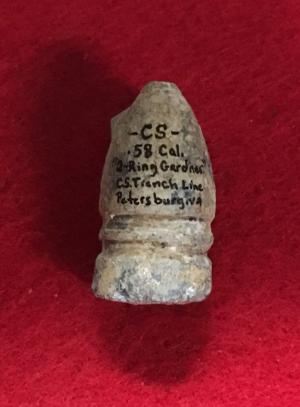 -CS-
.58 Cal.
"2-Ring Gardner"
C.S. Trench Line
Petersburg, VA